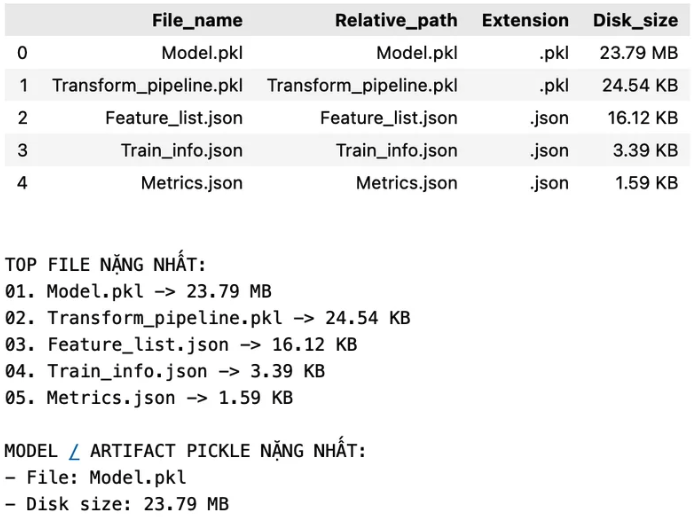 File_name Relative_path Extension Disk_size
0 Model.pkl Model.pkl .pkl 23.79 MB
1 Transform_pipeline.pkl Transform_pipeline.pkl .pkl 24.54 KB
2 Feature_list.json Feature_list.json .json 16.12 KB
3 Train_info.json Train_info.json .json 3.39 KB
4 Metrics.json Metrics.json .json 1.59 KB
TOP FILE NẶNG NHẤT:
01. Model.pkl -> 23.79 MB
02. Transform_pipeline.pkl -> 24.54 KB
03. Feature_list.json -> 16.12 KB
04. Train_info.json -> 3.39 KB
05. Metrics.json -> 1.59 KB
MODEL / ARTIFACT PICKLE NẶNG NHẤT:
- File: Model.pkl
- Disk size: 23.79 MB